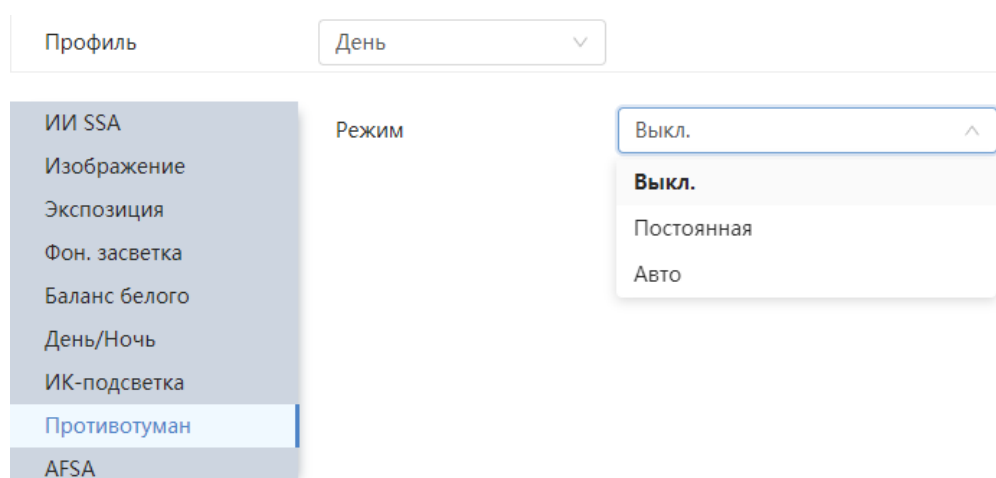 Профиль
День
ИИ SSA
Изображение
Экспозиция
Фон. засветка
Баланс белого
День/Ночь
ИК-подсветка
Противотуман
AFSA
Режим
Выкл.
Выкл.
Постоянная
Авто